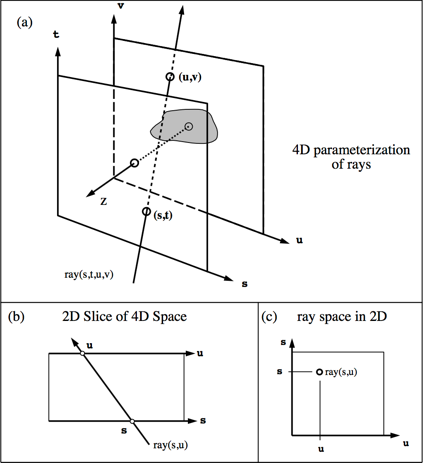 (a)
v
t
(u,v)
4D parameterization
of rays
z
(s,t)
u
ray(s,t,u,v)
s
(b) 2D Slice of 4D Space
u
u
s
s
ray(s,u)
(c) ray space in 2D
s
s
ray(s,u)
u
u